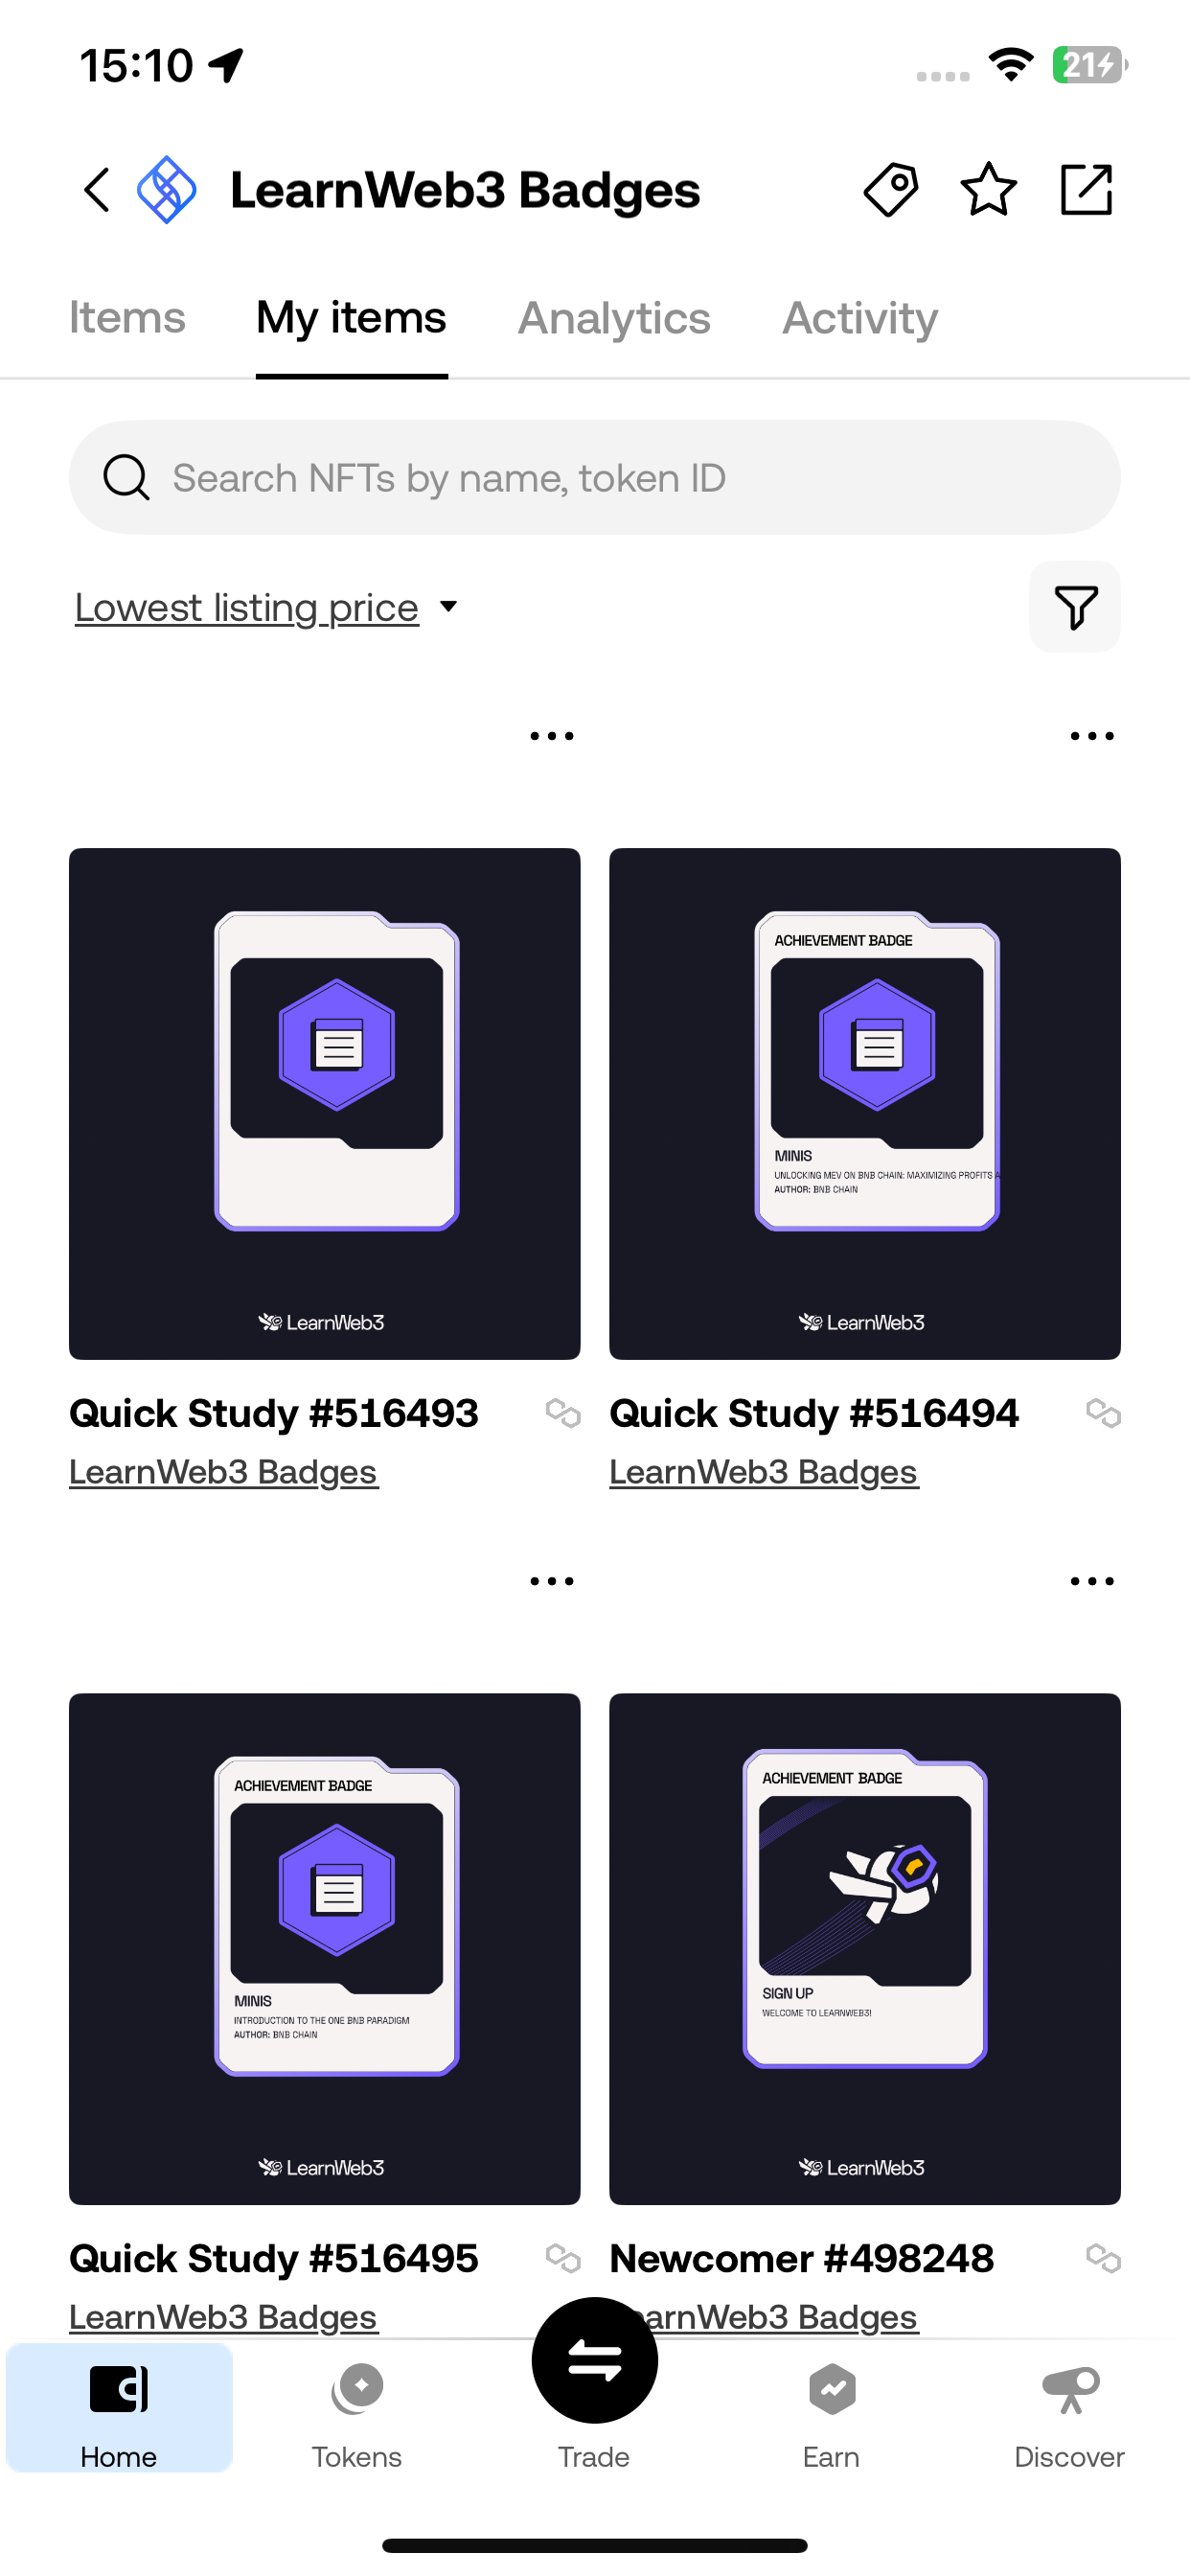 15:10
21
LearnWeb3 Badges
Items
My items
Analytics
Activity
Search NFTs by name, token ID
Lowest listing price
LearnWeb3
ACHIEVEMENT BADGE
MINIS
UNLOCKING MEV ON BNB CHAIN: MAXIMIZING PROFITS A
AUTHOR: BNB CHAIN
LearnWeb3
Quick Study #516493
LearnWeb3 Badges
Quick Study #516494
LearnWeb3 Badges
ACHIEVEMENT BADGE
MINIS
INTRODUCTION TO THE ONE BNB PARADIGM
AUTHOR: BNB CHAIN
LearnWeb3
ACHIEVEMENT BADGE
SIGN UP
WELCOME TO LEARNWEB3!
LearnWeb3
Quick Study #516495
LearnWeb3 Badges
Newcomer #498248
arnWeb3 Badges
Home
Tokens
Trade
Earn
Discover